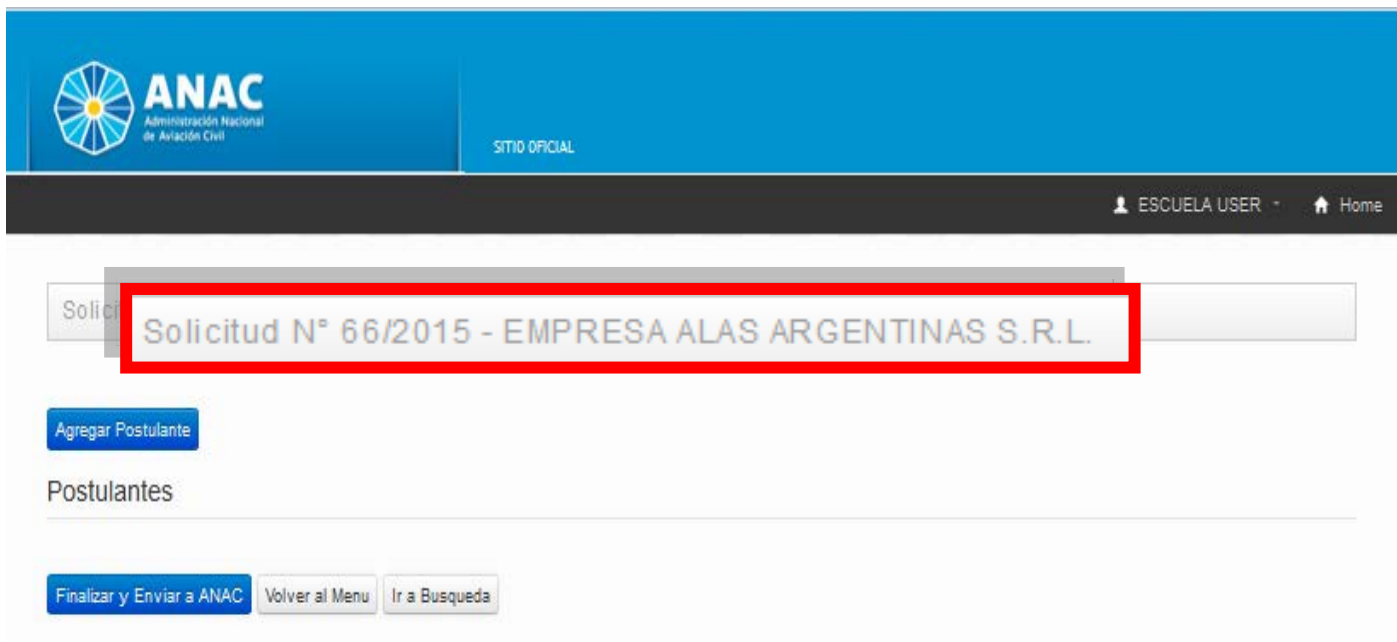 ANAC
Administración Nacional
de Aviación Civil
SITIO OFICIAL
ESCUELA USER
Home
Solici
Solicitud N° 66/2015 - EMPRESA ALAS ARGENTINAS S.R.L.
Agregar Postulante
Postulantes
Finalizar y Enviar a ANAC
Volver al Menu
Ir a Busqueda